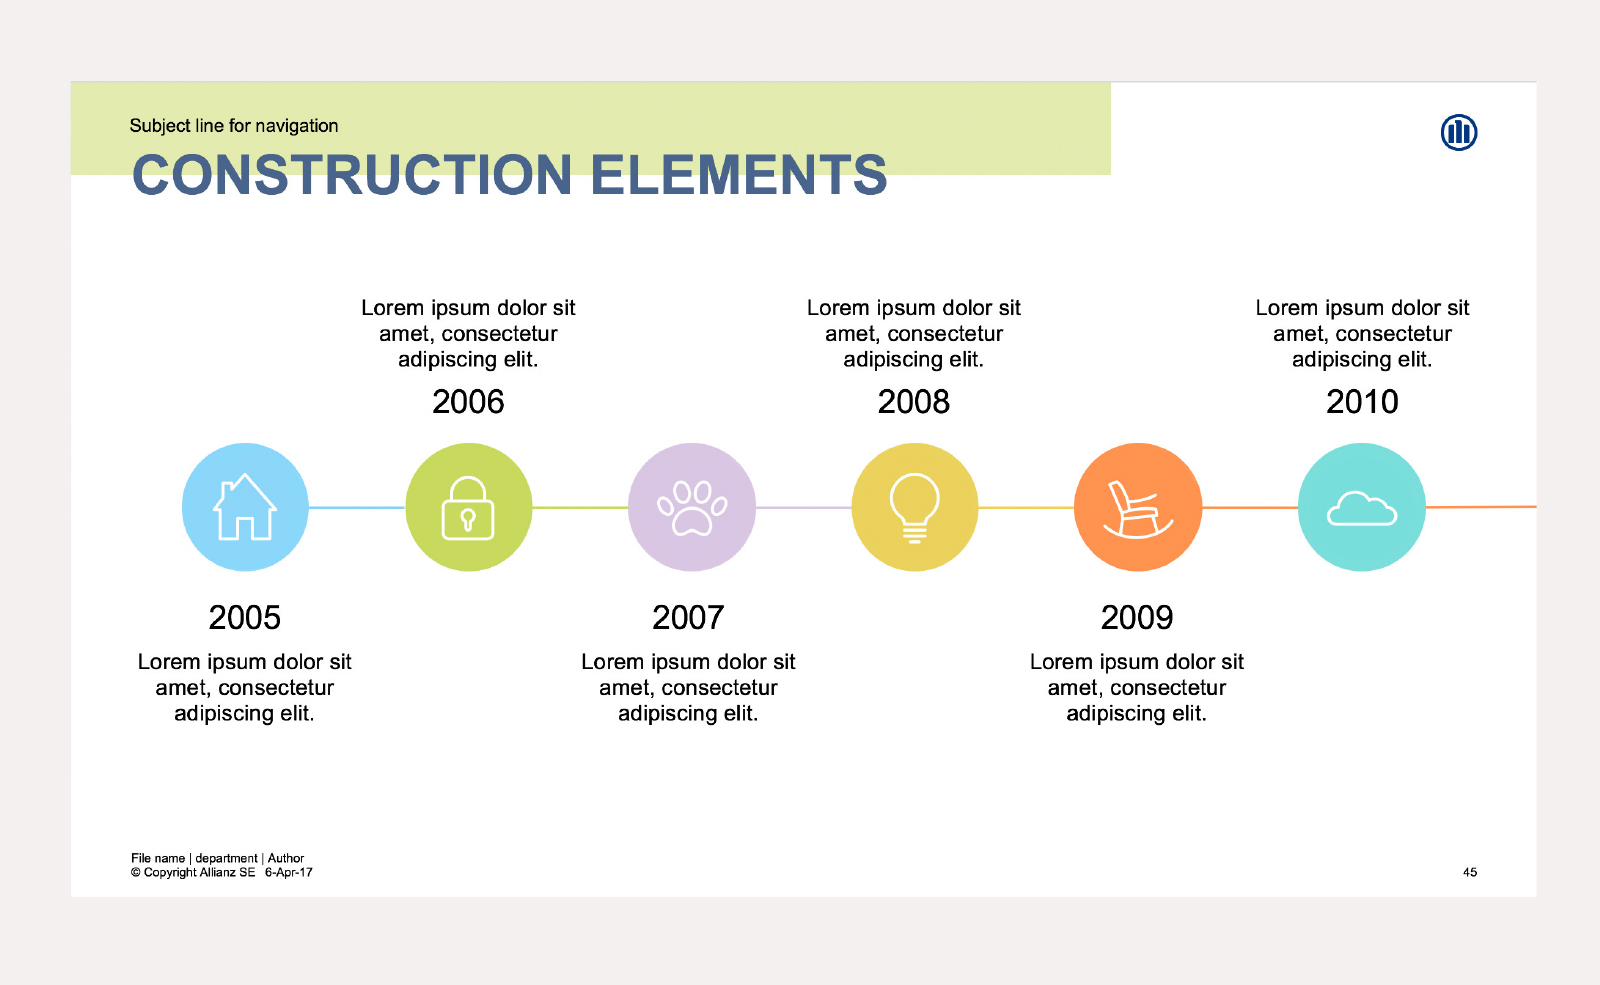 Subject line for navigation
CONSTRUCTION ELEMENTS
Lorem ipsum dolor sit
amet, consectetur
adipiscing elit.
2006
Lorem ipsum dolor sit
amet, consectetur
adipiscing elit.
2008
Lorem ipsum dolor sit
amet, consectetur
adipiscing elit.
2010
2005
Lorem ipsum dolor sit
amet, consectetur
adipiscing elit.
2007
Lorem ipsum dolor sit
amet, consectetur
adipiscing elit.
2009
Lorem ipsum dolor sit
amet, consectetur
adipiscing elit.
File name | department | Author
© Copyright Allianz SE 6-Apr-17
45